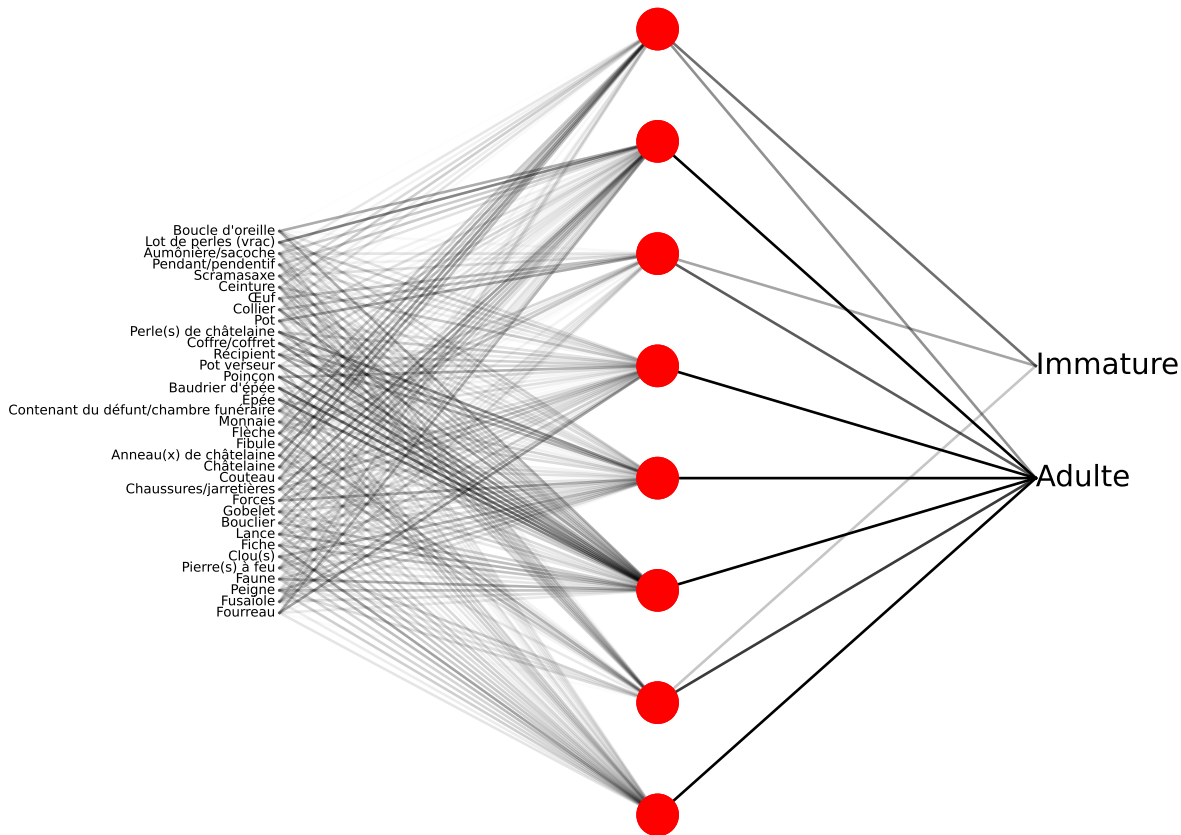 Boucle d'oreille
Lot de perles (vrac)
Aumônière/sacoche
Pendant/pendentif
Scramasaxe
Ceinture
Œuf
Collier
Pot
Perle(s) de châtelaine
Coffre/coffret
Récipient
Pot verseur
Poinçon
Baudrier d'épée
Épée
Contenant du défunt/chambre funéraire
Monnaie
Flèche
Fibule
Anneau(x) de châtelaine
Châtelaine
Couteau
Chaussures/jarretières
Forces
Gobelet
Bouclier
Lance
Fiche
Clou(s)
Pierre(s) à feu
Faune
Peigne
Fusaïole
Fourreau
Immature
Adulte